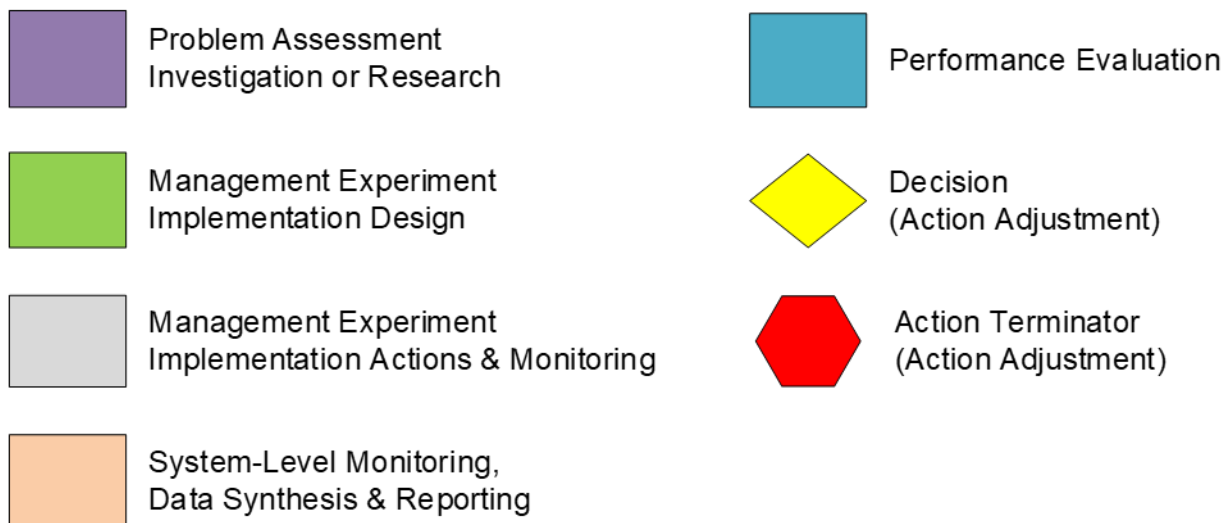 Problem Assessment
Investigation or Research
Management Experiment
Implementation Design
Management Experiment
Implementation Actions & Monitoring
System-Level Monitoring,
Data Synthesis & Reporting
Performance Evaluation
Decision
(Action Adjustment)
Action Terminator
(Action Adjustment)